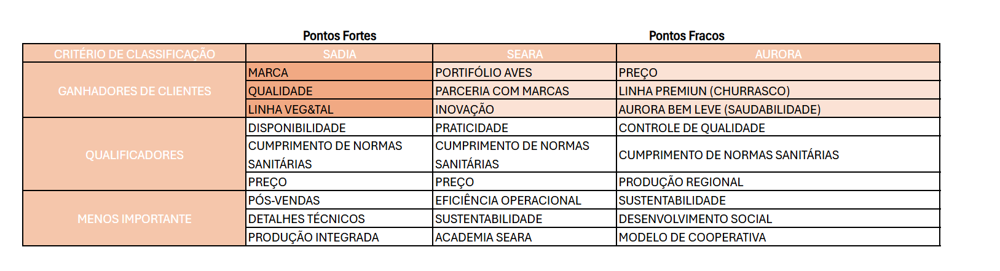 Pontos Fortes Pontos Fracos
CRITÉRIO DE CLASSIFICAÇÃO SADIA SEARA AURORA
GANHADORES DE CLIENTES
MARCA PORTIFÓLIO AVES PREÇO
QUALIDADE PARCERIA COM MARCAS LINHA PREMIUN (CHURRASCO)
LINHA VEG&TAL INOVAÇÃO AURORA BEM LEVE (SAUDABILIDADE)
QUALIFICADORES
DISPONIBILIDADE PRATICIDADE CONTROLE DE QUALIDADE
CUMPRIMENTO DE NORMAS
SANITÁRIAS
CUMPRIMENTO DE NORMAS
SANITÁRIAS
CUMPRIMENTO DE NORMAS SANITÁRIAS
PREÇO PREÇO PRODUÇÃO REGIONAL
MENOS IMPORTANTE
PÓS-VENDAS EFICIÊNCIA OPERACIONAL SUSTENTABILIDADE
DETALHES TÉCNICOS SUSTENTABILIDADE DESENVOLVIMENTO SOCIAL
PRODUÇÃO INTEGRADA ACADEMIA SEARA MODELO DE COOPERATIVA